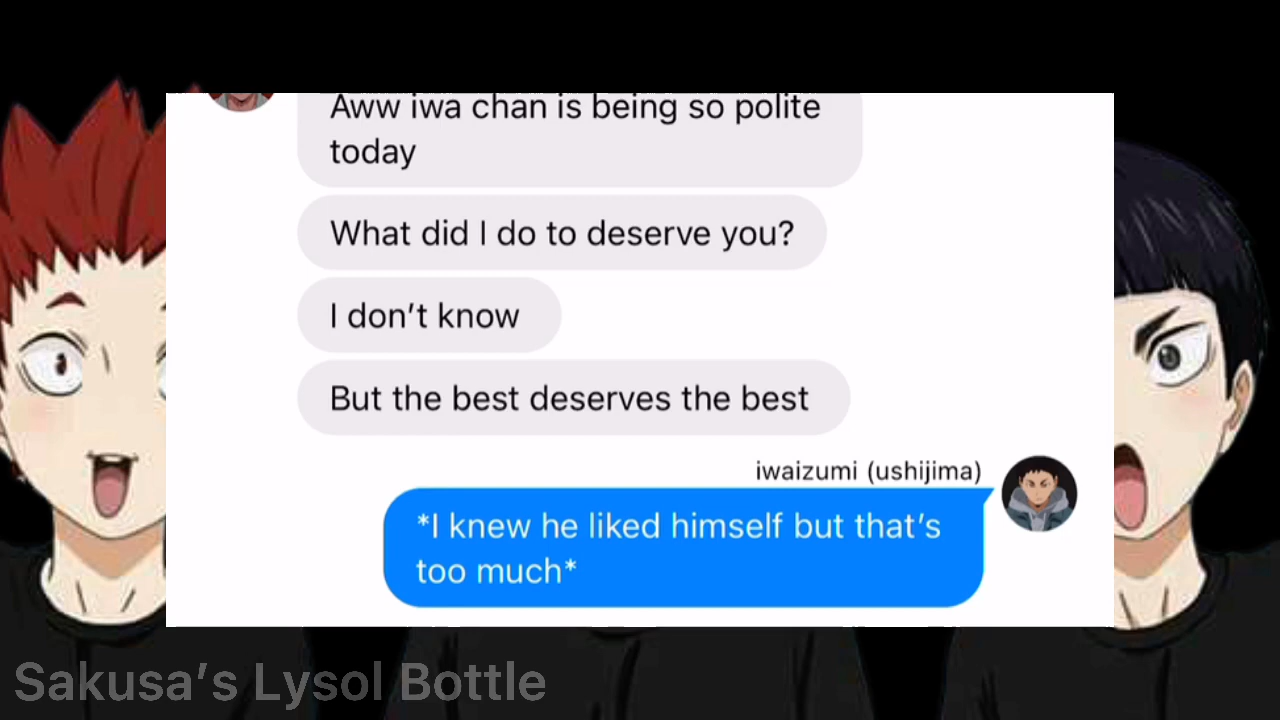 Aww iwa chan is being so polite
today
What did I do to deserve you?
I don’t know
But the best deserves the best
iwaizumi (ushijima)
*I knew he liked himself but that’s
too much*
Sakusa’s Lysol Bottle